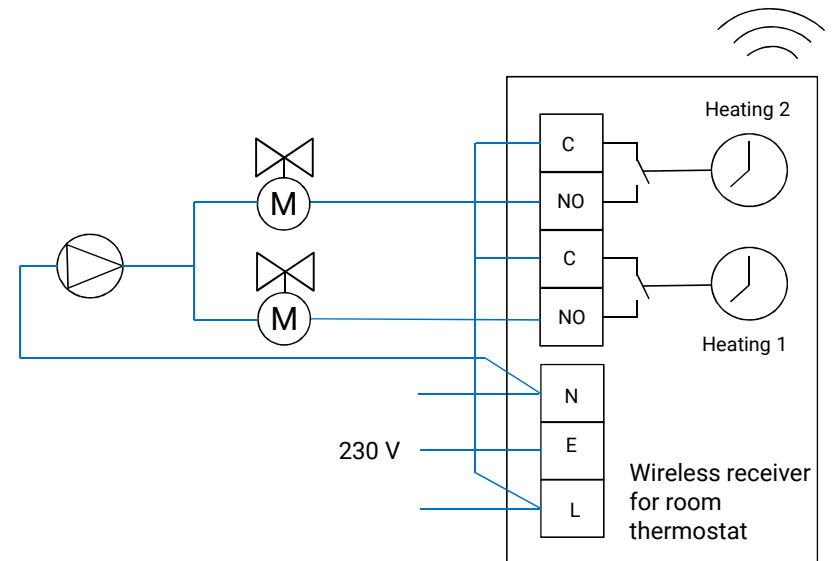 Heating 2
C
M
NO
C
M
NO
Heating 1
N
230 V
E
L
Wireless receiver
for room
thermostat